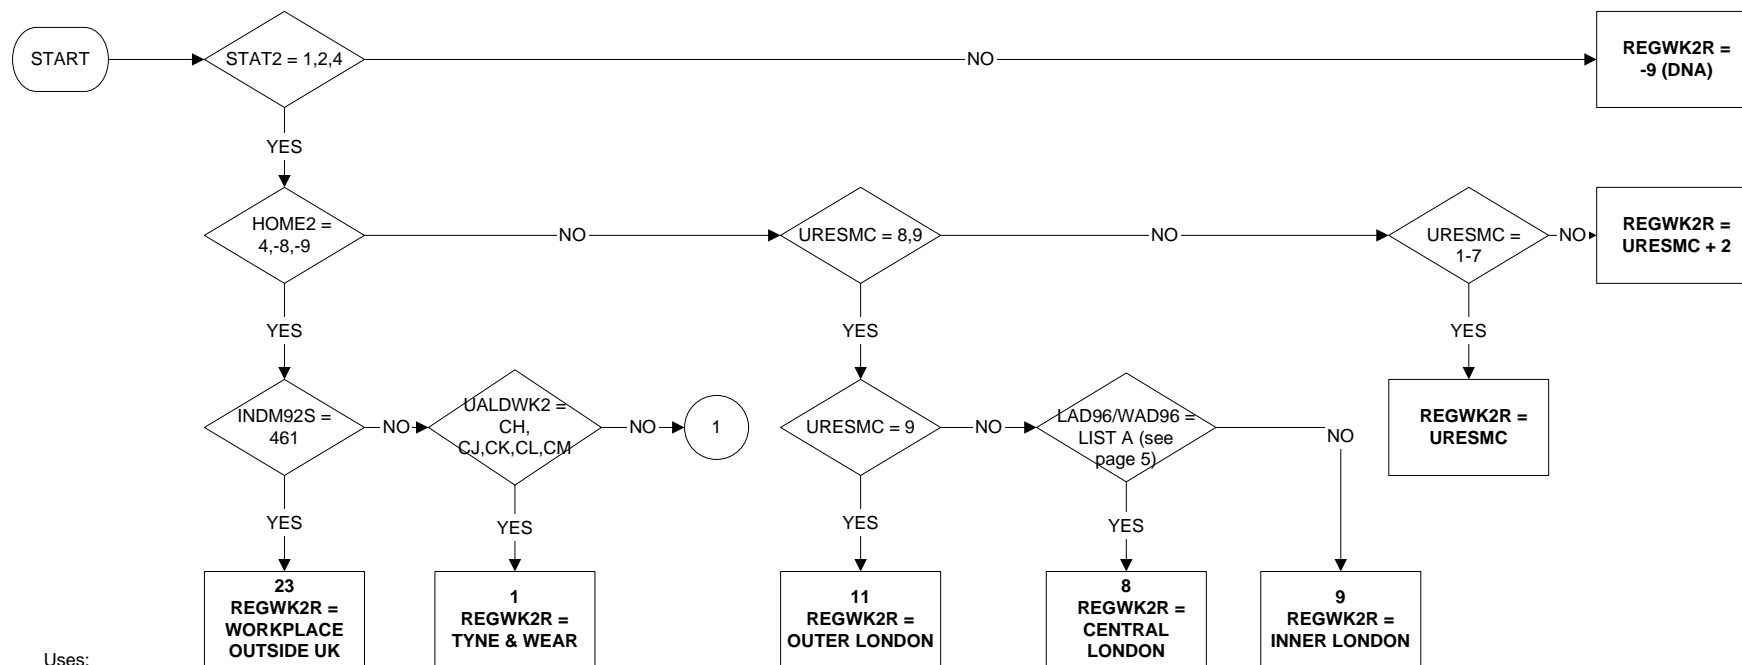 START
STAT2 = 1,2,4
NO
REGWK2R =
-9 (DNA)
YES
HOME2 =
4,-8,-9
NO
URESMC = 8,9
NO
URESMC =
1-7
NO
REGWK2R =
URESMC + 2
YES
YES
YES
INDM92S =
461
NO
UALDWK2 =
CH,
CJ,CK,CL,CM
NO
1
URESMC = 9
NO
LAD96/WAD96 =
LIST A (see
page 5)
NO
REGWK2R =
URESMC
YES
YES
YES
YES
23
REGWK2R =
WORKPLACE
OUTSIDE UK
1
REGWK2R =
TYNE & WEAR
11
REGWK2R =
OUTER LONDON
8
REGWK2R =
CENTRAL
LONDON
9
REGWK2R =
INNER LONDON
Uses: